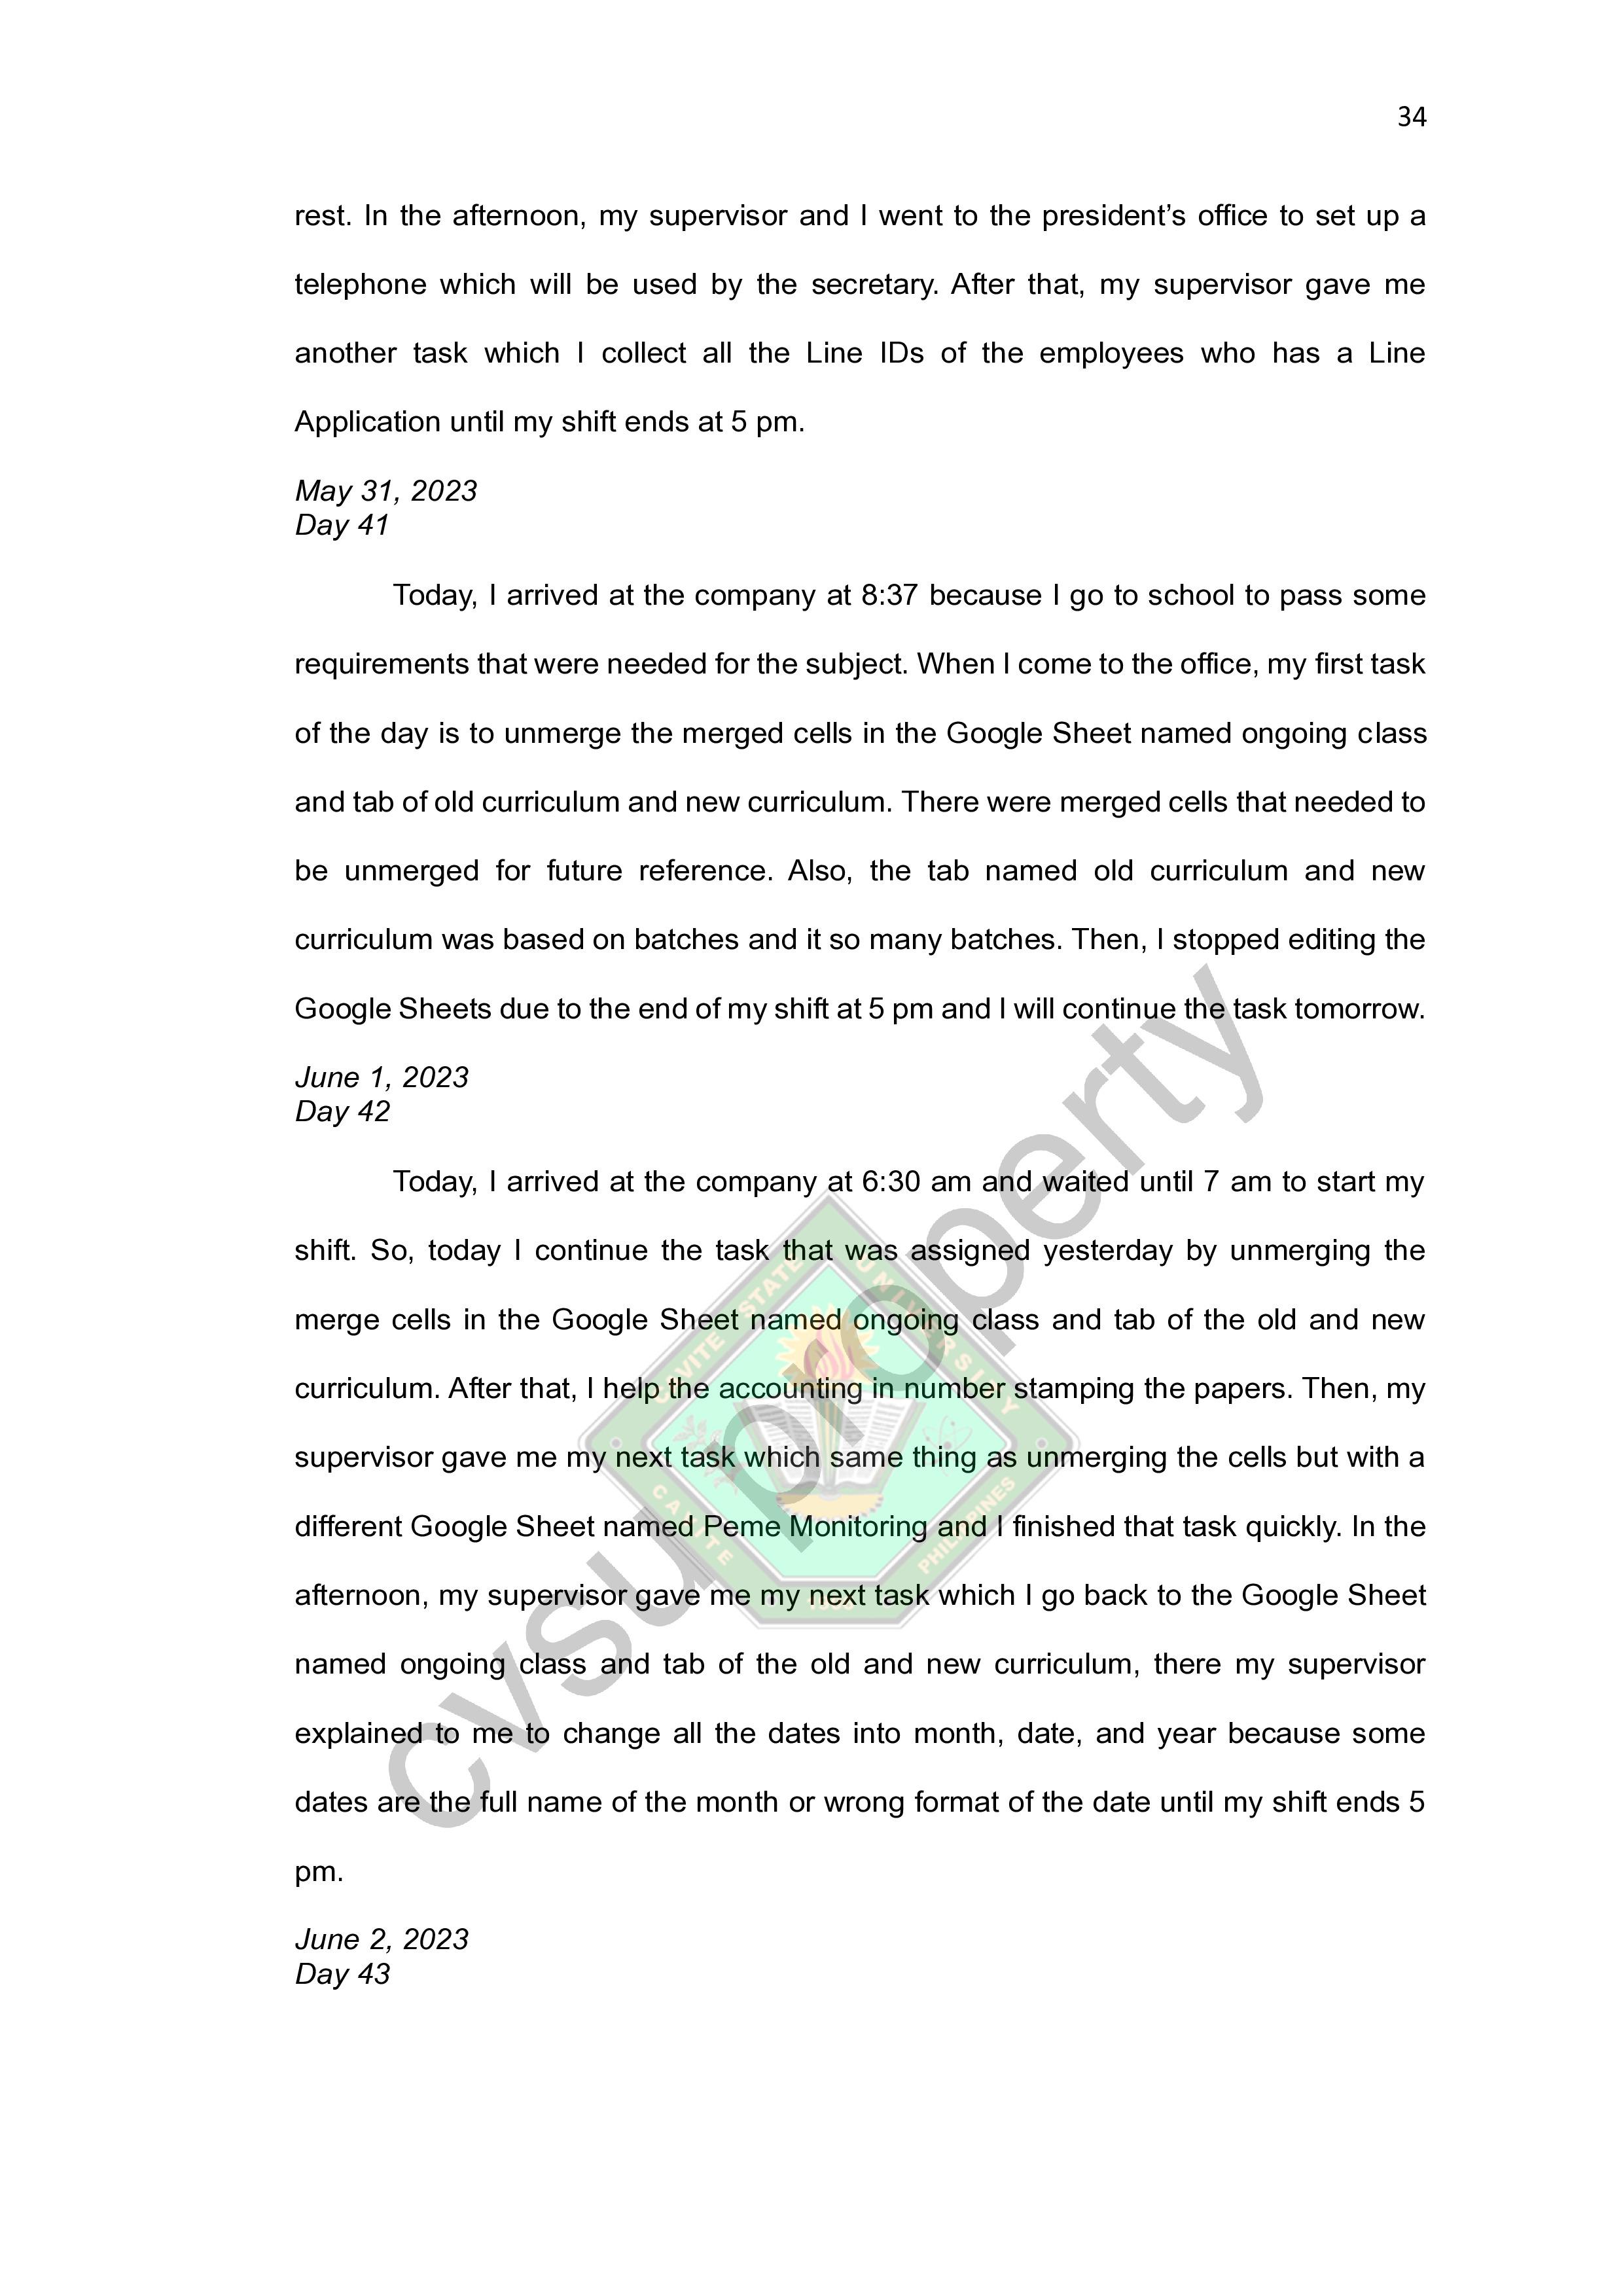 34
rest. In the afternoon, my supervisor and I went to the president’s office to set up a
telephone which will be used by the secretary. After that, my supervisor gave me
another task which I collect all the Line IDs of the employees who has a Line
Application until my shift ends at 5 pm.
May 31, 2023
Day 41
Today, I arrived at the company at 8:37 because I go to school to pass some
requirements that were needed for the subject. When I come to the office, my first task
of the day is to unmerge the merged cells in the Google Sheet named ongoing class
and tab of old curriculum and new curriculum. There were merged cells that needed to
be unmerged for future reference. Also, the tab named old curriculum and new
curriculum was based on batches and it so many batches. Then, I stopped editing the
Google Sheets due to the end of my shift at 5 pm and I will continue the task tomorrow.
June 1, 2023
Day 42
Today, I arrived at the company at 6:30 am and waited until 7 am to start my
shift. So, today I continue the task that was assigned yesterday by unmerging the
merge cells in the Google Sheet named ongoing class and tab of the old and new
curriculum. After that, I help the accounting in number stamping the papers. Then, my
supervisor gave me my next task which same thing as unmerging the cells but with a
different Google Sheet named Peme Monitoring and I finished that task quickly. In the
afternoon, my supervisor gave me my next task which I go back to the Google Sheet
named ongoing class and tab of the old and new curriculum, there my supervisor
explained to me to change all the dates into month, date, and year because some
dates are the full name of the month or wrong format of the date until my shift ends 5
pm.
June 2, 2023
Day 43
cvsu property
CAVITE STATE UNIVERSITY
CAVITE
PHILIPPINES